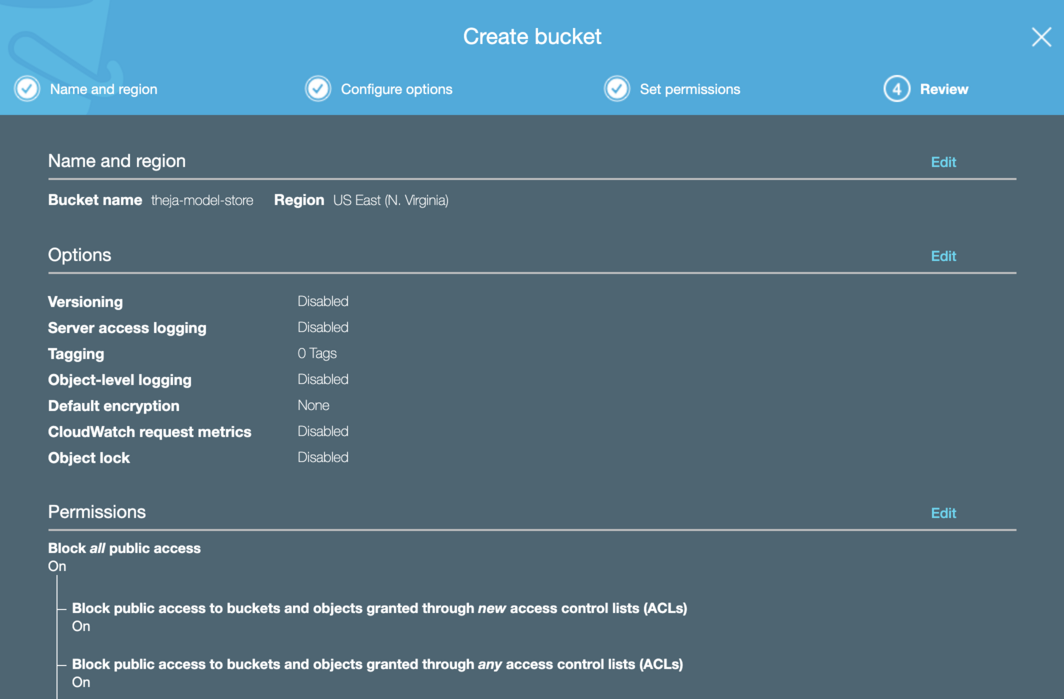 Create bucket
Name and region
Configure options
Set permissions
4 Review
Name and region Edit
Bucket name theja-model-store Region US East (N. Virginia)
Options Edit
Versioning Disabled
Server access logging Disabled
Tagging 0 Tags
Object-level logging Disabled
Default encryption None
CloudWatch request metrics Disabled
Object lock Disabled
Permissions Edit
Block all public access
On
Block public access to buckets and objects granted through new access control lists (ACLs)
On
Block public access to buckets and objects granted through any access control lists (ACLs)
On